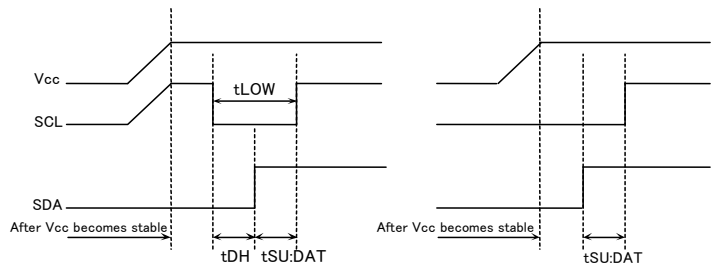 Vcc
tLOW
SCL
SDA
After Vcc becomes stable
After Vcc becomes stable
tDH
tSU:DAT
tSU:DAT